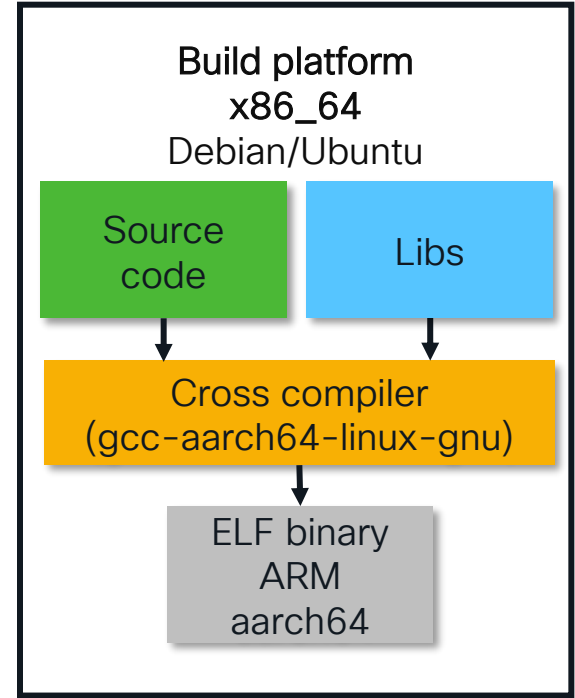 Build platform
x86_64
Debian/Ubuntu
Source
code
Libs
Cross compiler
(gcc-aarch64-linux-gnu)
ELF binary
ARM
aarch64